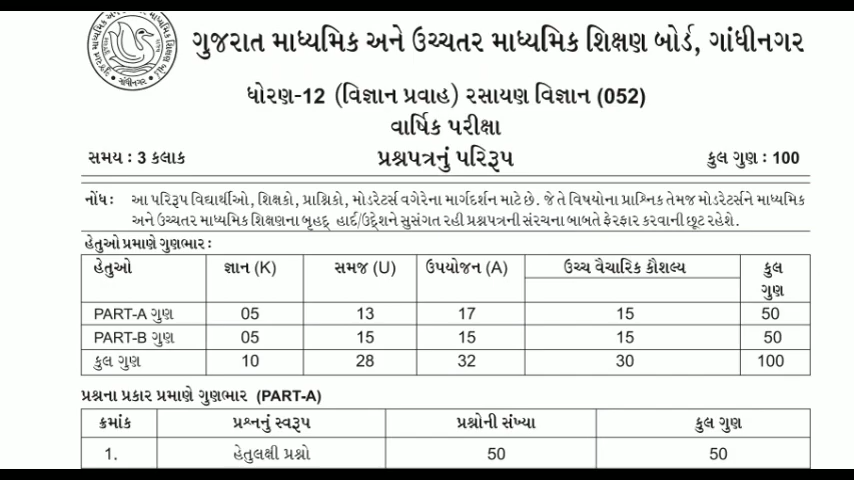 ગુજરાત માધ્યમિક અને ઉચ્ચતર માધ્યમિક શિક્ષણ બોર્ડ, ગાંધીનગર
ધોરણ-12 (વિજ્ઞાન પ્રવાહ) રસાયણ વિજ્ઞાન (052)
વાર્ષિક પરીક્ષા
સમય : 3 કલાક પ્રશ્નપત્રનું પરિરૂપ કુલ ગુણ : 100
નોંધ: આ પરિરૂપ વિદ્યાર્થીઓ, શિક્ષકો, પ્રાશ્નિકો, મોડરેટર્સ વગેરેના માર્ગદર્શન માટે છે. જે તે વિષયોના પ્રાશ્નિક તેમજ મોડરેટર્સને માધ્યમિક
અને ઉચ્ચતર માધ્યમિક શિક્ષણના બૃહદ્ હાર્દ/ઉદ્દેશને સુસંગત રહી પ્રશ્નપત્રની સંરચના બાબતે ફેરફાર કરવાની છૂટ રહેશે.
હેતુઓ પ્રમાણે ગુણભાર:
હેતુઓ જ્ઞાન (K) સમજ (U) ઉપયોજન (A) ઉચ્ચ વૈચારિક કૌશલ્ય કુલ
ગુણ
PART-A ગુણ 05 13 17 15 50
PART-B ગુણ 05 15 15 15 50
કુલ ગુણ 10 28 32 30 100
પ્રશ્નના પ્રકાર પ્રમાણે ગુણભાર (PART-A)
ક્રમાંક પ્રશ્નનું સ્વરૂપ પ્રશ્નોની સંખ્યા કુલ ગુણ
1. હેતુલક્ષી પ્રશ્નો 50 50